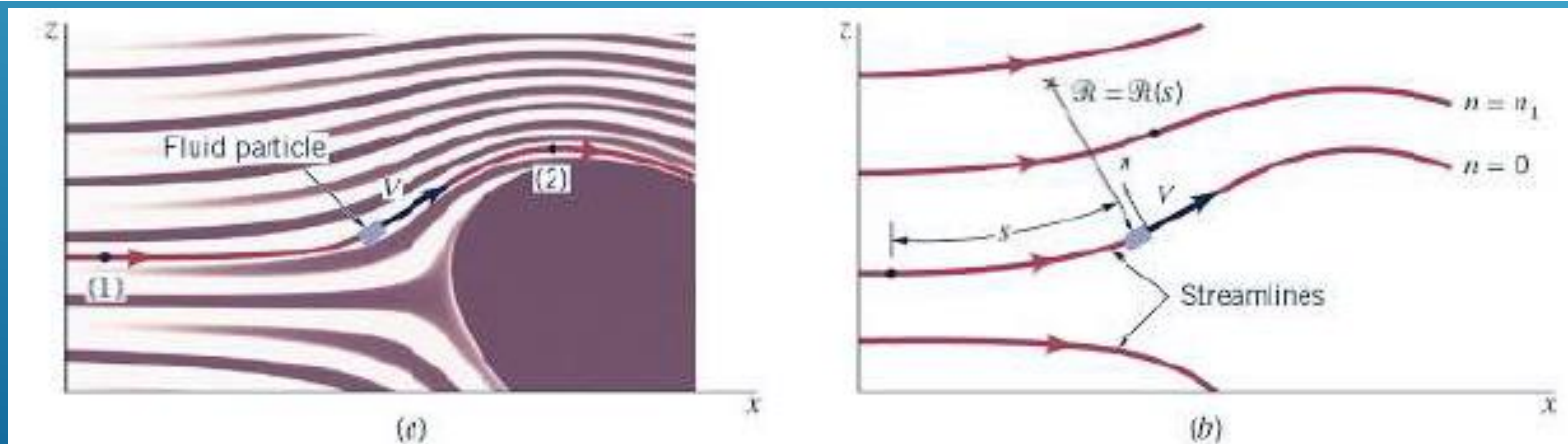 z
Fluid particle
V
(2)
(1)
x
(c)
z
ℛ = ℛ(s)
n = n₁
n
V
n = 0
s
Streamlines
x
(b)